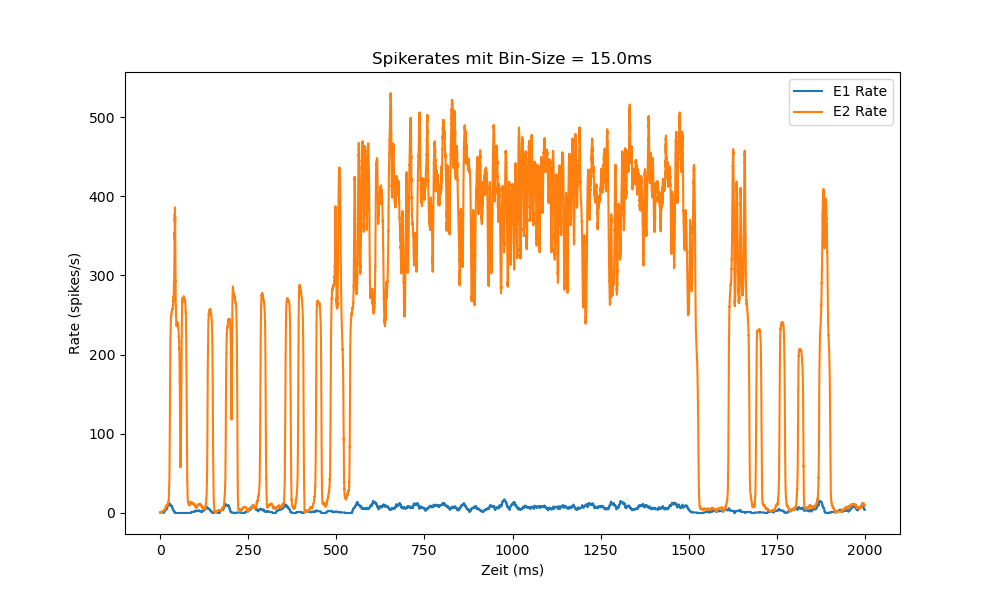 Spikerates mit Bin-Size = 15.0ms
E1 Rate
E2 Rate
500
400
300
200
100
0
Rate (spikes/s)
0 250 500 750 1000 1250 1500 1750 2000
Zeit (ms)